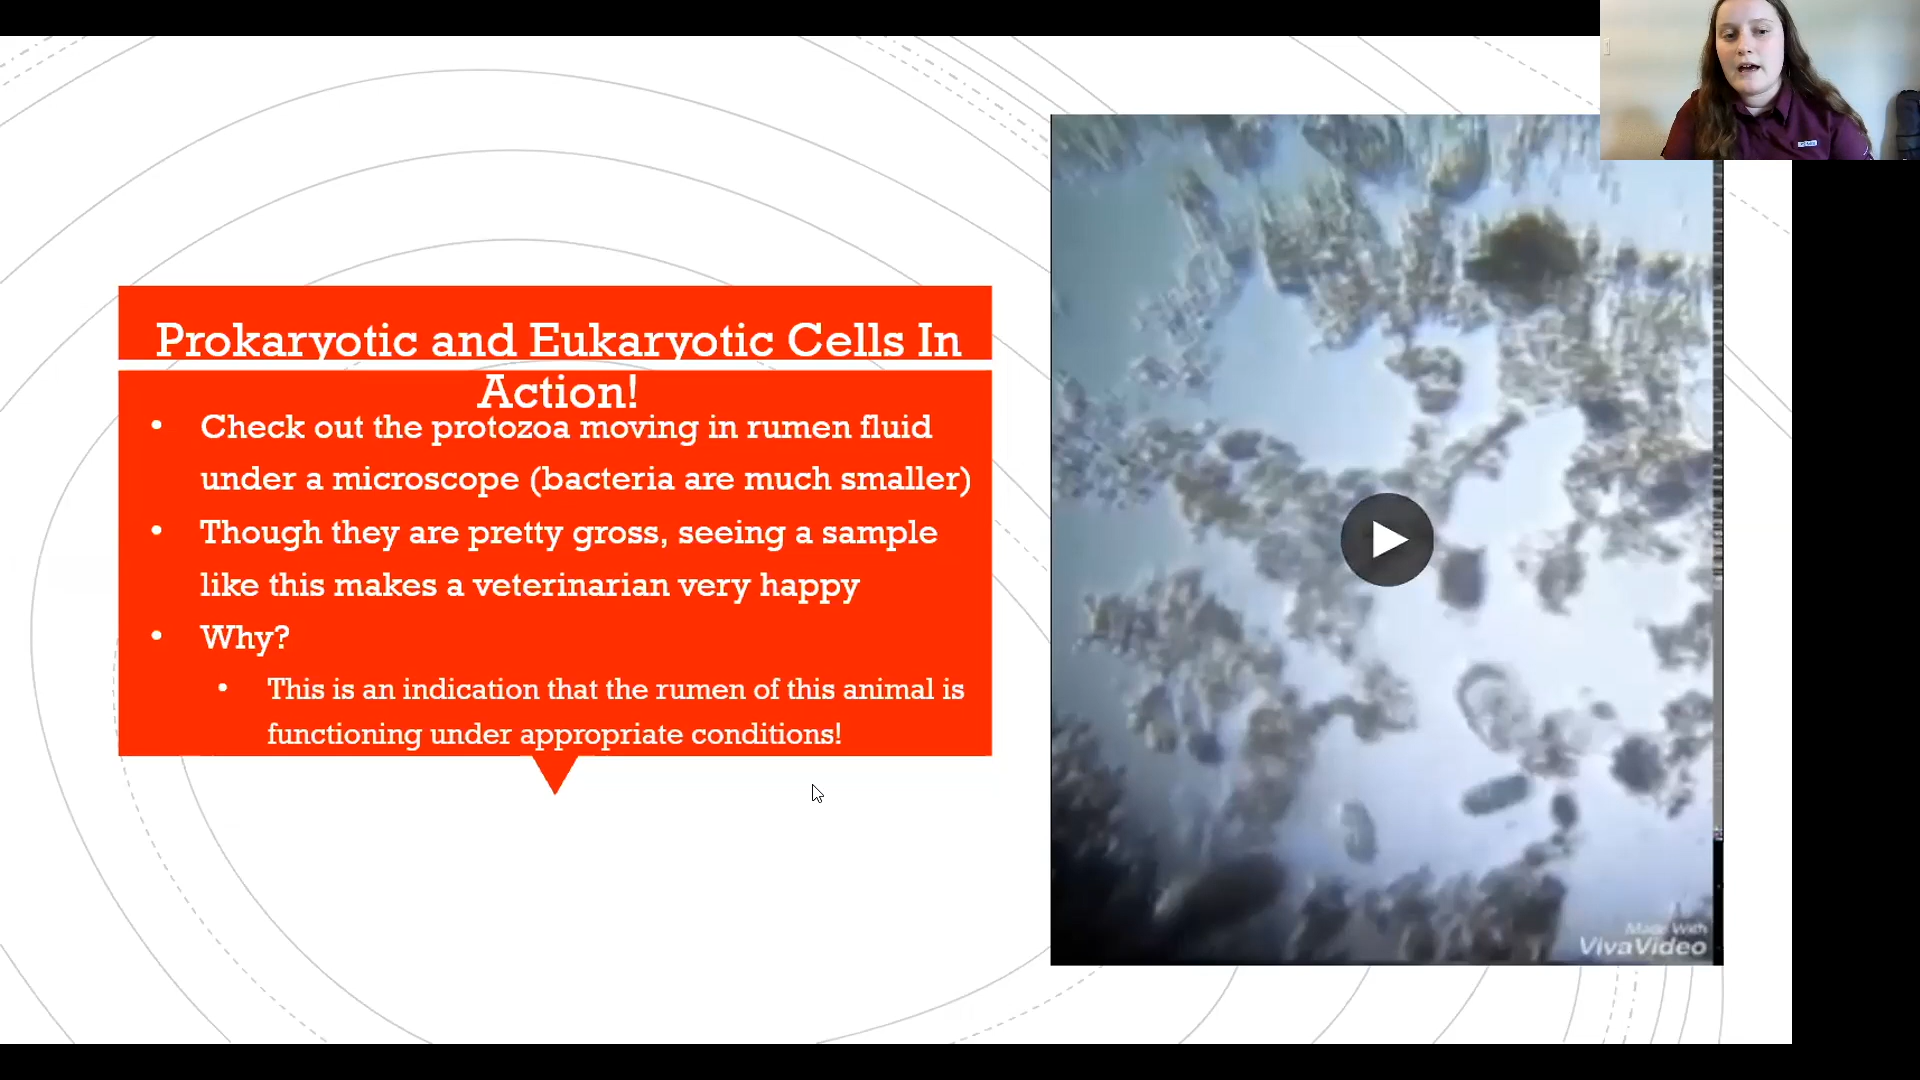 Prokaryotic and Eukaryotic Cells In
Action!
• Check out the protozoa moving in rumen fluid
under a microscope (bacteria are much smaller)
• Though they are pretty gross, seeing a sample
like this makes a veterinarian very happy
• Why?
• This is an indication that the rumen of this animal is
functioning under appropriate conditions!
Made With
VivaVideo